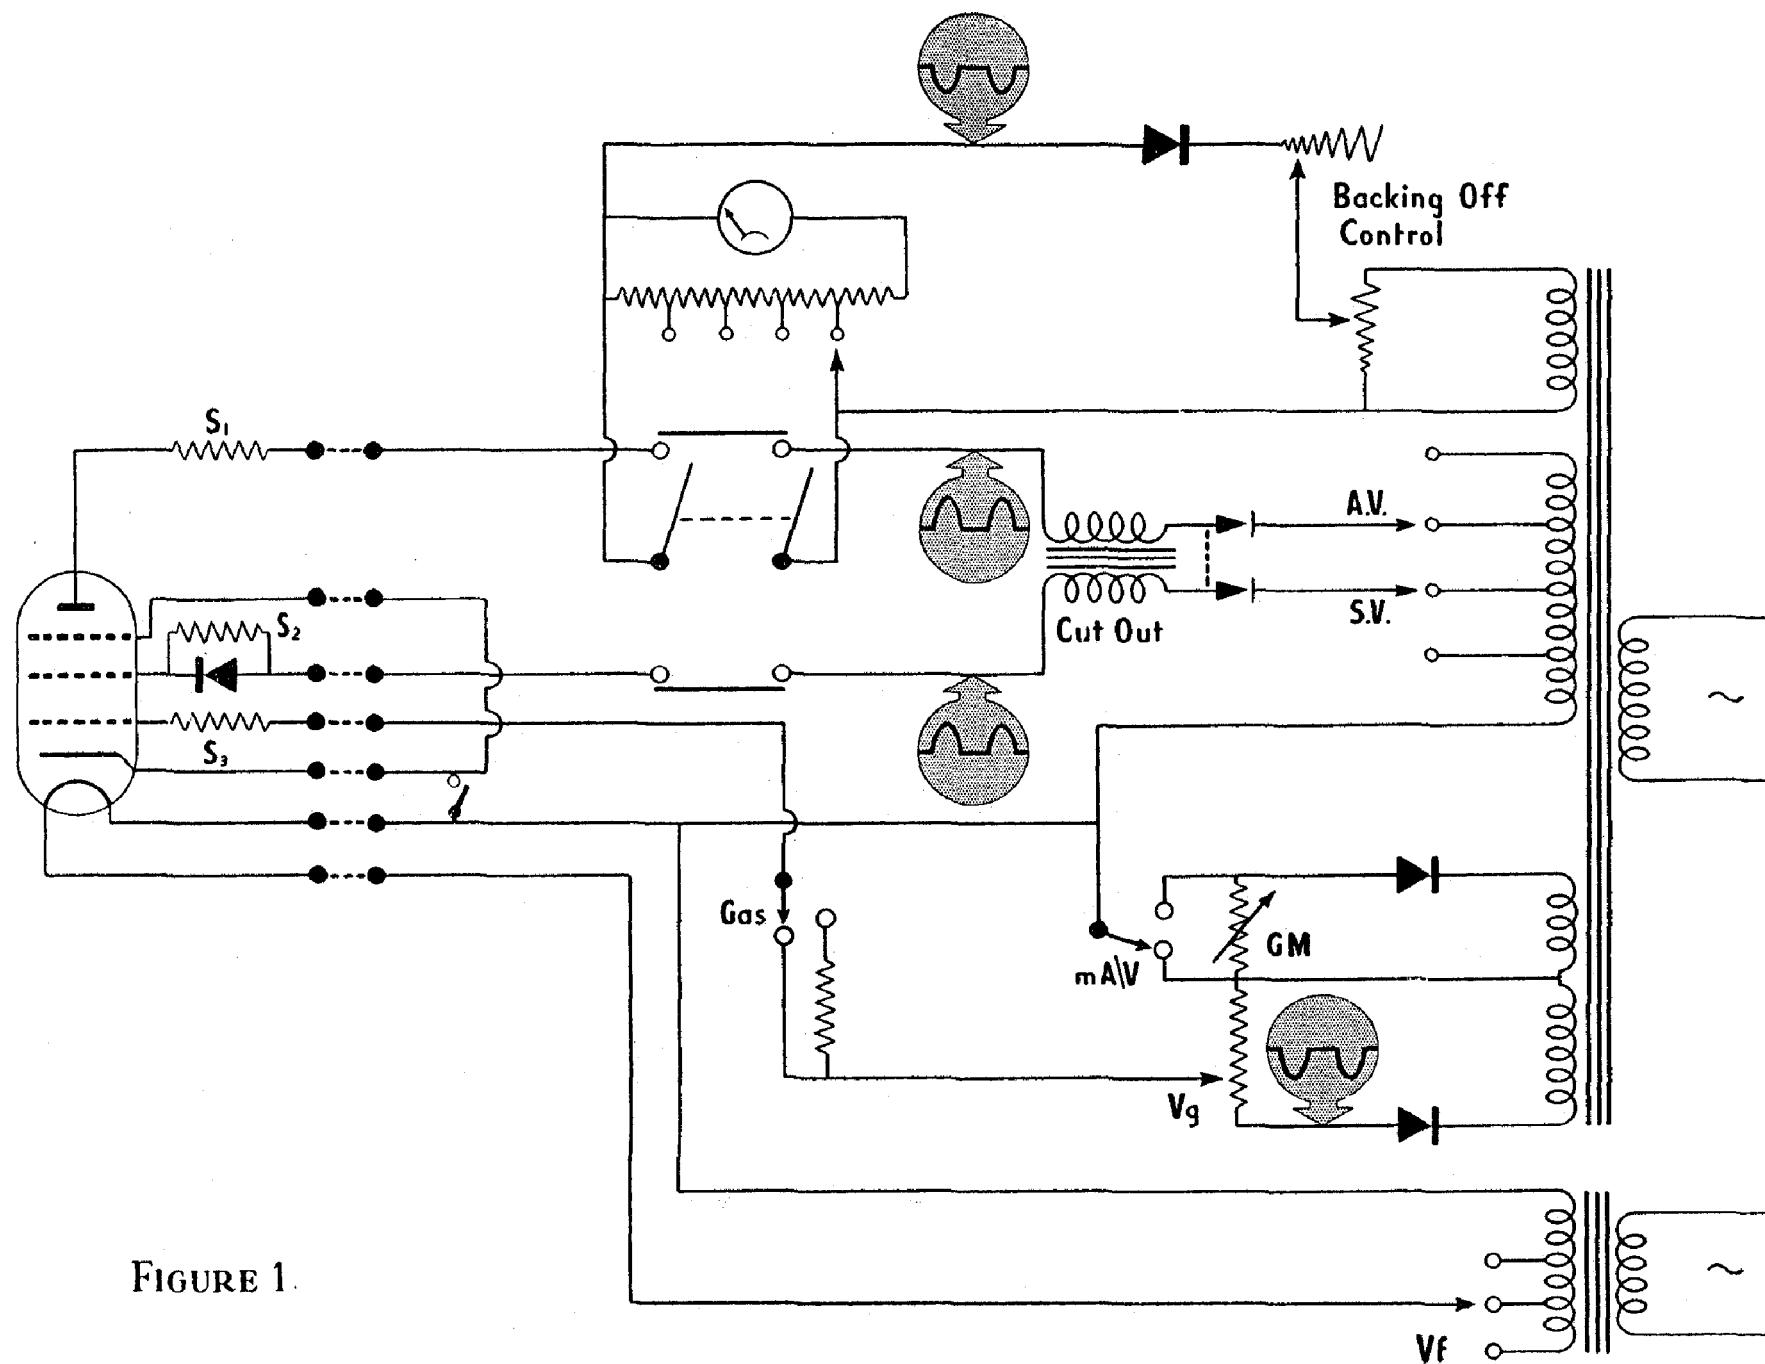 Backing Off
Control
S₁
A.V.
S₂
Cut Out
S.V.
S₃
~
Gas
GM
mA\V
Vg
FIGURE 1.
~
Vf